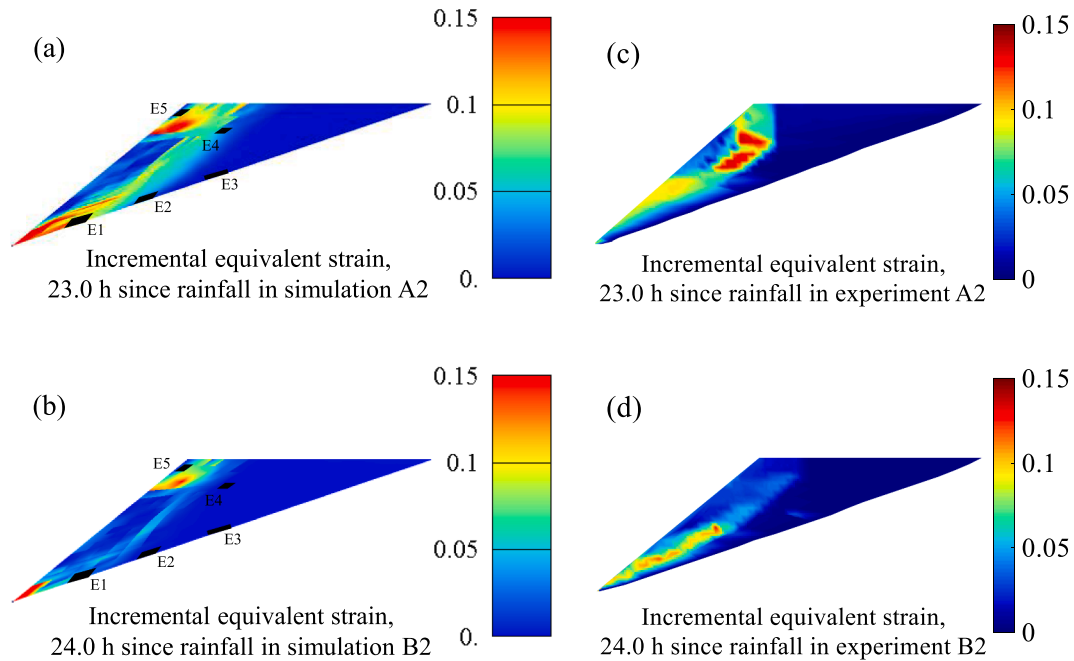 (a)
0.15
0.1
0.05
0.
E5
E4
E3
E2
E1
Incremental equivalent strain,
23.0 h since rainfall in simulation A2
(c)
0.15
0.10
0.05
0
Incremental equivalent strain,
23.0 h since rainfall in experiment A2
(b)
0.15
0.1
0.05
0.
E5
E4
E3
E2
E1
Incremental equivalent strain,
24.0 h since rainfall in simulation B2
(d)
0.15
0.10
0.05
0
Incremental equivalent strain,
24.0 h since rainfall in experiment B2